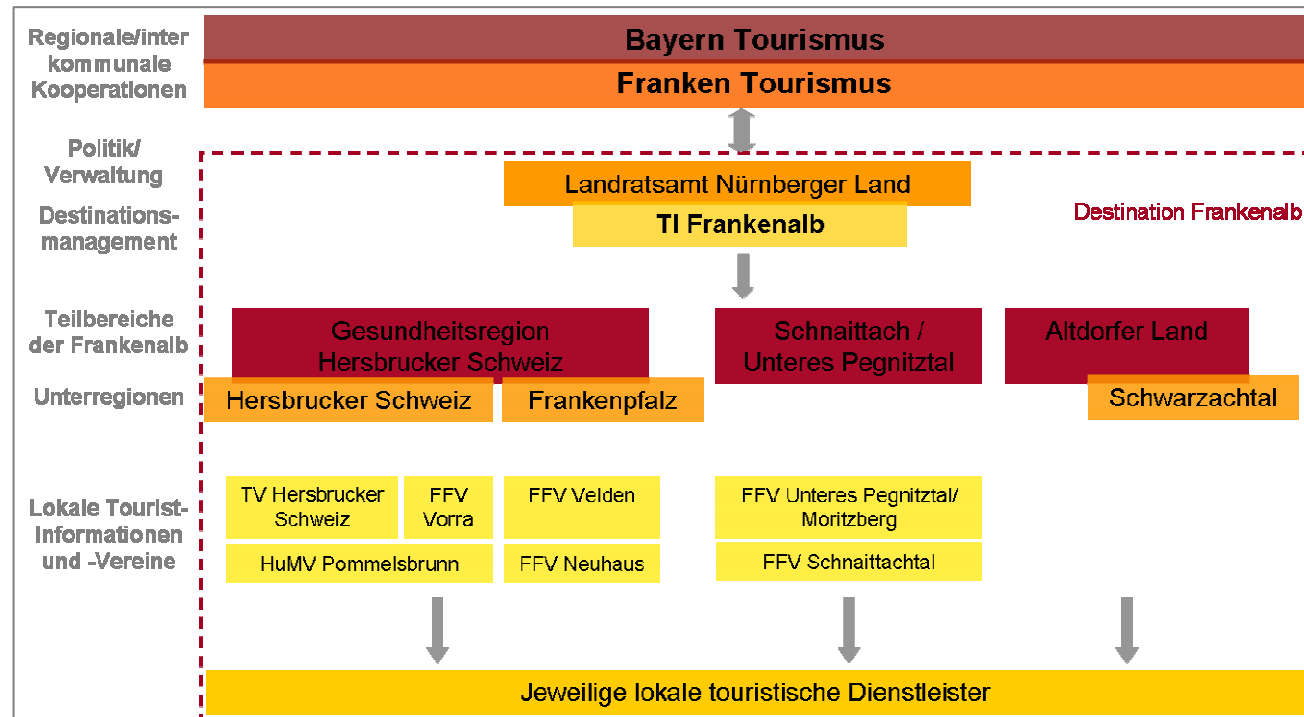 Regionale/inter
kommunale
Kooperationen
Bayern Tourismus
Franken Tourismus
Politik/
Verwaltung
Landratsamt Nürnberger Land
Destinations-
management
TI Frankenalb
Destination Frankenalb
Teilbereiche
der Frankenalb
Gesundheitsregion
Hersbrucker Schweiz
Schnaittach /
Unteres Pegnitztal
Altdorfer Land
Unterregionen
Hersbrucker Schweiz
Frankenpfalz
Schwarzachtal
Lokale Tourist-
Informationen
und -Vereine
TV Hersbrucker
Schweiz
FFV
Vorra
FFV Velden
FFV Unteres Pegnitztal/
Moritzberg
HuMV Pommelsbrunn
FFV Neuhaus
FFV Schnaittachtal
Jeweilige lokale touristische Dienstleister